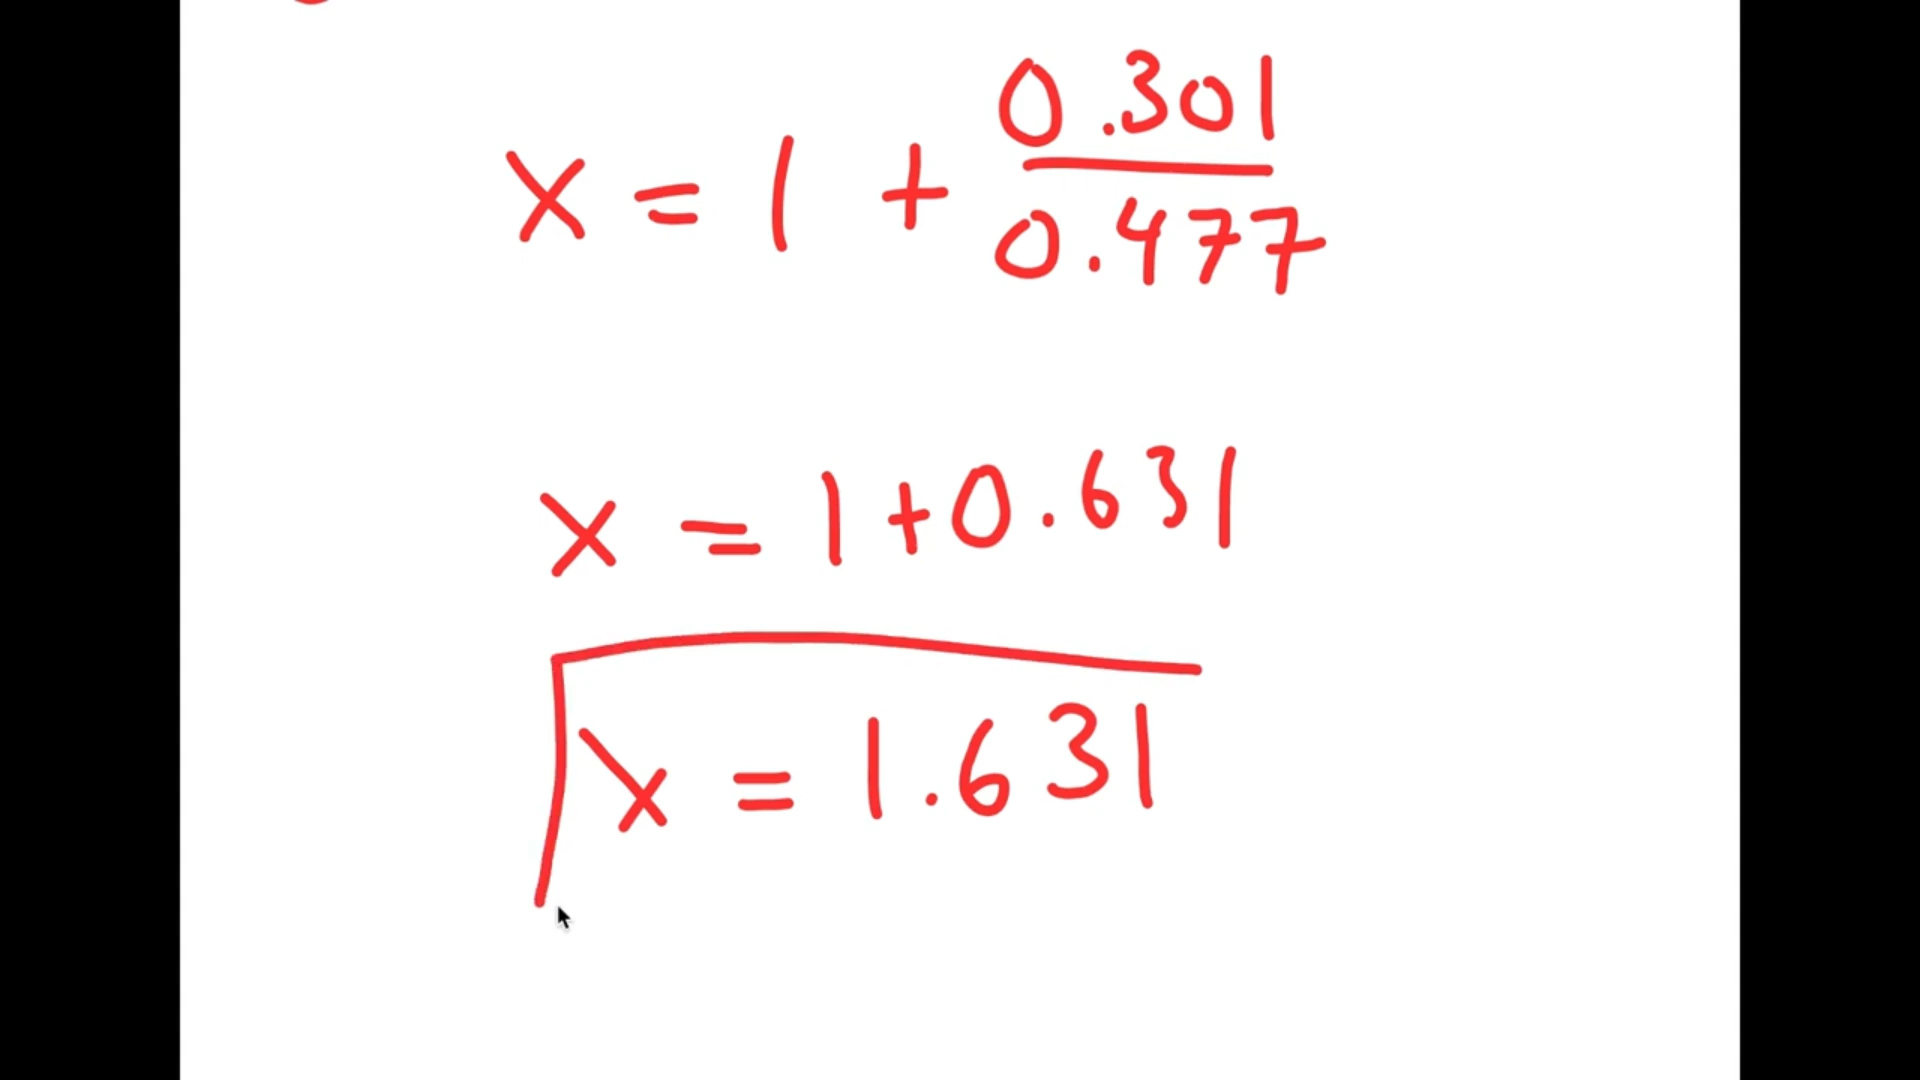 x = 1 + 0.301/0.477
x = 1+0.631
x = 1.631